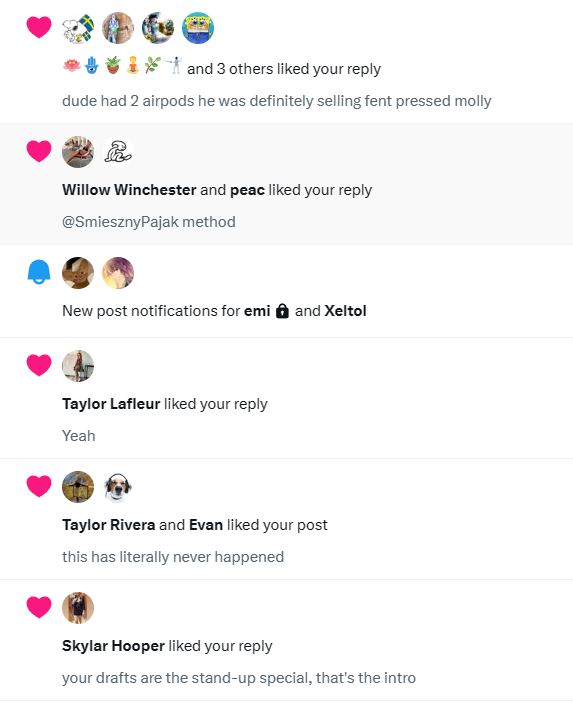 🪷🪬🪴🧘🌿🕺 and 3 others liked your reply
dude had 2 airpods he was definitely selling fent pressed molly
Willow Winchester and peac liked your reply
@SmiesznyPajak method
New post notifications for emi 🔒 and Xeltol
Taylor Lafleur liked your reply
Yeah
Taylor Rivera and Evan liked your post
this has literally never happened
Skylar Hooper liked your reply
your drafts are the stand-up special, that's the intro